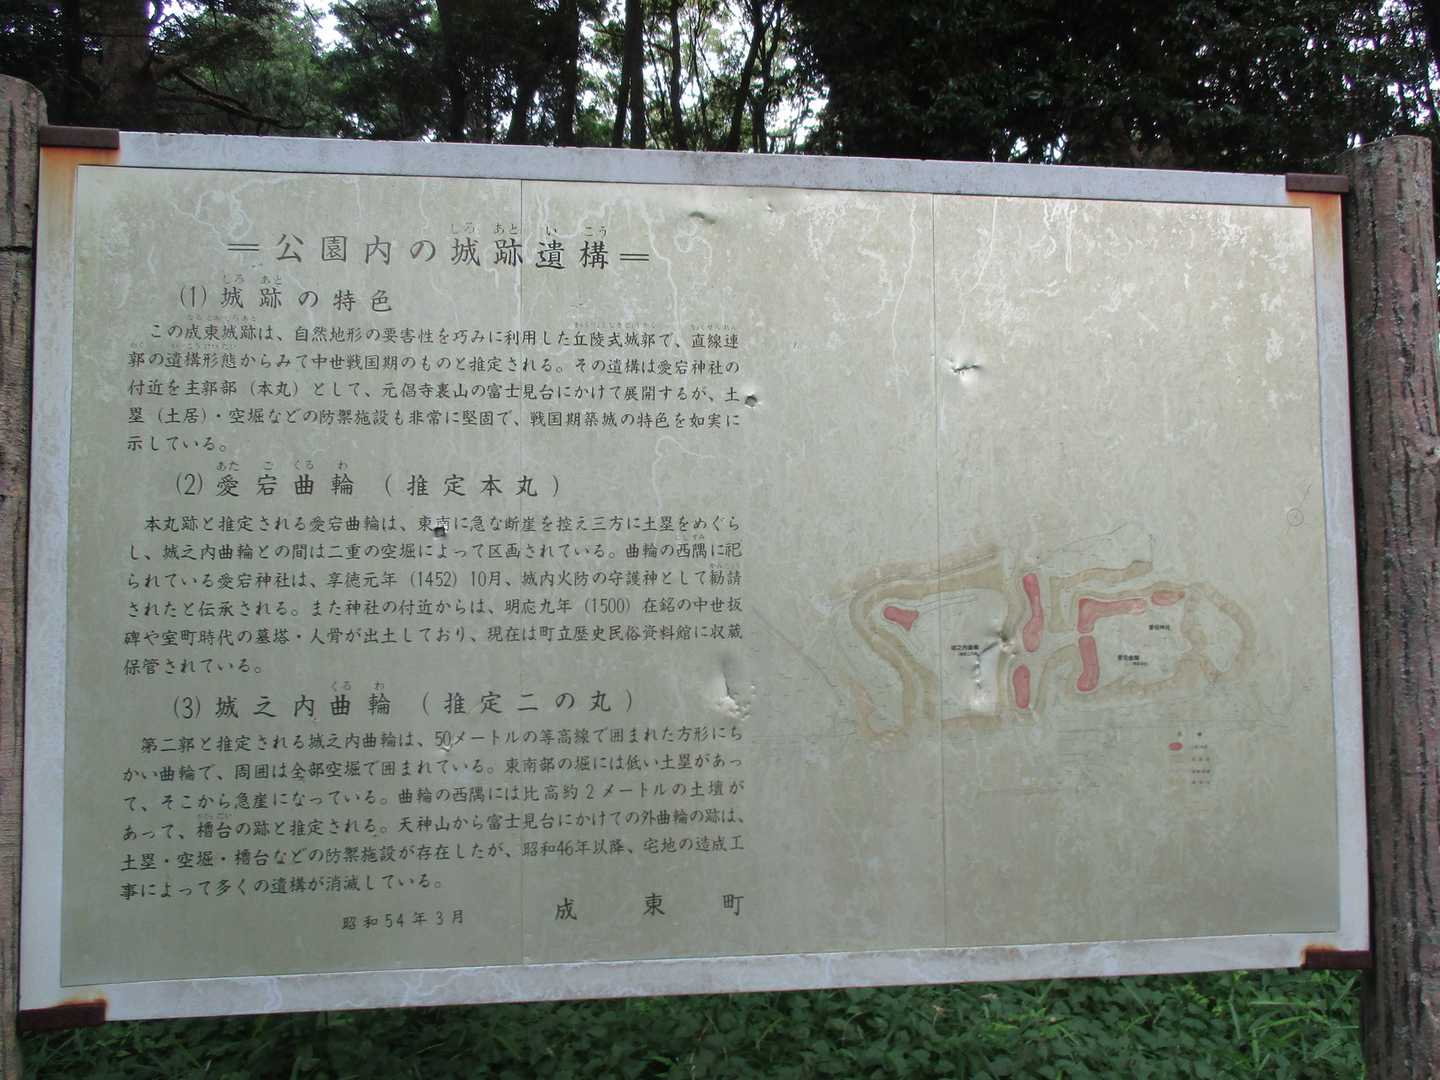 ＝公園内の城跡遺構＝
(1) 城跡の特色
この成東城跡は、自然地形の要害性を巧みに利用した丘陵式城郭で、直線連
郭の遺構形態からみて中世戦国期のものと推定される。その遺構は愛宕神社の
付近を主郭部（本丸）として、元倡寺裏山の富士見台にかけて展開するが、土
塁（土居）・空堀などの防禦施設も非常に堅固で、戦国期築城の特色を如実に
示している。
(2) 愛宕曲輪（推定本丸）
本丸跡と推定される愛宕曲輪は、東南に急な断崖を控え三方に土塁をめぐら
し、城之内曲輪との間は二重の空堀によって区画されている。曲輪の西隅に祀
られている愛宕神社は、享徳元年（1452）10月、城内火防の守護神として勧請
されたと伝承される。また神社の付近からは、明応九年（1500）在銘の中世板
碑や室町時代の墓塔・人骨が出土しており、現在は町立歴史民俗資料館に収蔵
保管されている。
(3) 城之内曲輪（推定二の丸）
第二郭と推定される城之内曲輪は、50メートルの等高線で囲まれた方形にち
かい曲輪で、周囲は全部空堀で囲まれている。東南部の堀には低い土塁があっ
て、そこから急崖になっている。曲輪の西隅には比高約2メートルの土壇が
あって、櫓台の跡と推定される。天神山から富士見台にかけての外曲輪の跡は、
土塁・空堀・櫓台などの防禦施設が存在したが、昭和46年以降、宅地の造成工
事によって多くの遺構が消滅している。
昭和54年3月 成東町
城之内曲輪
愛宕神社
愛宕曲輪